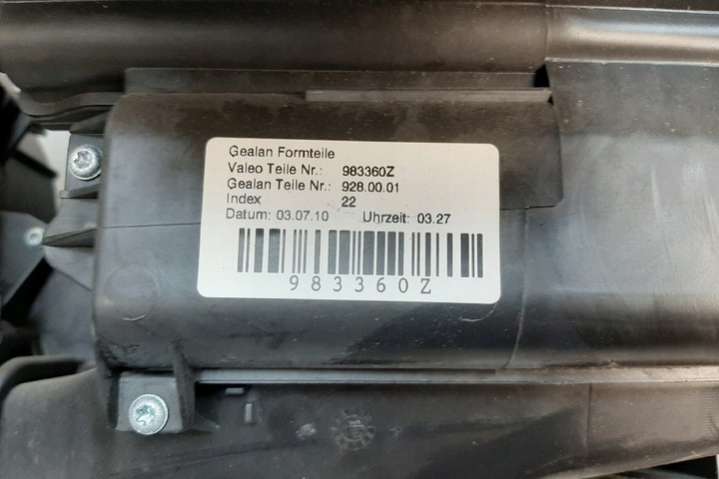 Gealan Formteile
Valeo Teile Nr.: 983360Z
Gealan Teile Nr.: 928.00.01
Index 22
Datum: 03.07.10 Uhrzeit: 03.27
983360Z